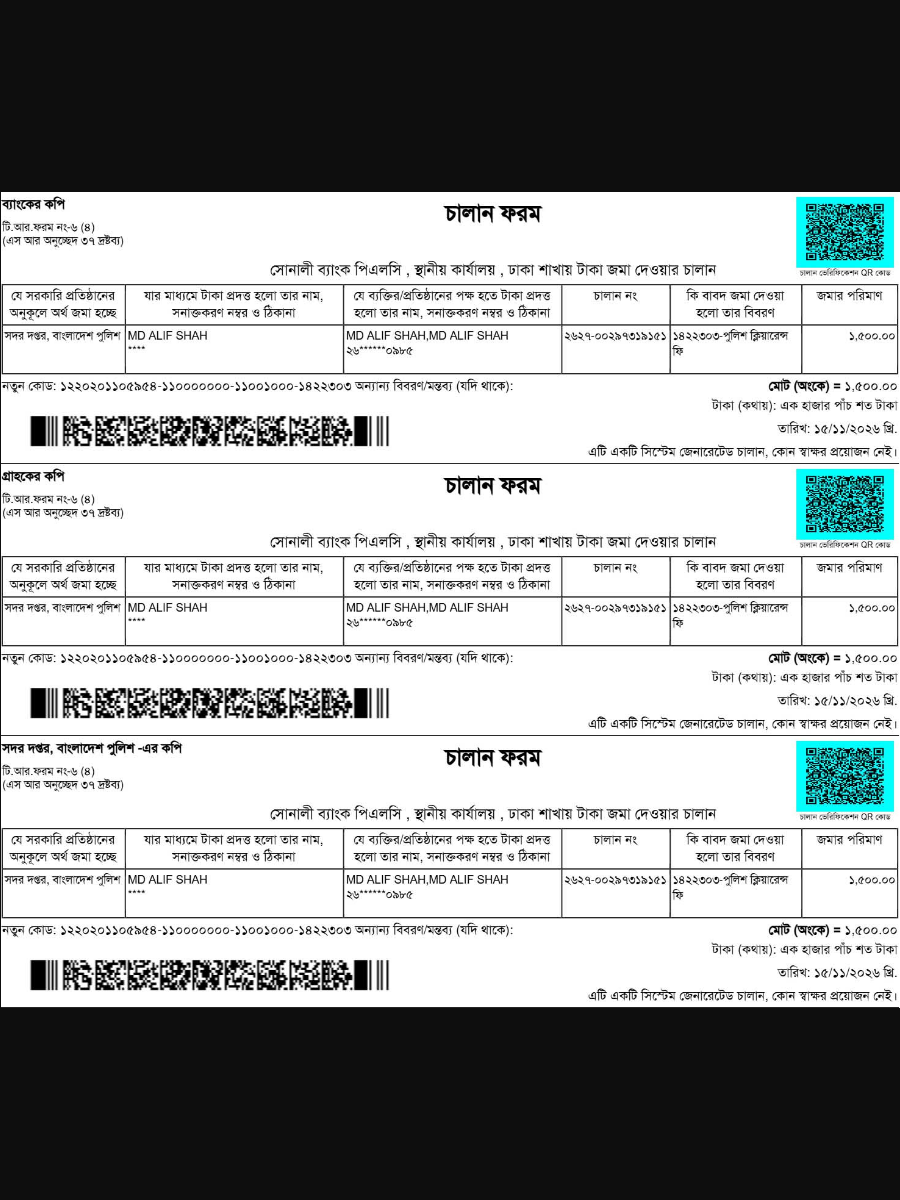 ব্যাংকের কপি
চালান ফরম
টি.আর.ফরম নং-৬ (৪)
(এস আর অনুচ্ছেদ ৩৭ দ্রষ্টব্য)
চালান ভেরিফিকেশন QR কোড
সোনালী ব্যাংক পিএলসি , স্থানীয় কার্যালয় , ঢাকা শাখায় টাকা জমা দেওয়ার চালান
যে সরকারি প্রতিষ্ঠানের অনুকূলে অর্থ জমা হচ্ছে
যার মাধ্যমে টাকা প্রদত্ত হলো তার নাম, সনাক্তকরণ নম্বর ও ঠিকানা
যে ব্যক্তির/প্রতিষ্ঠানের পক্ষ হতে টাকা প্রদত্ত হলো তার নাম, সনাক্তকরণ নম্বর ও ঠিকানা
চালান নং
কি বাবদ জমা দেওয়া হলো তার বিবরণ
জমার পরিমাণ
সদর দপ্তর, বাংলাদেশ পুলিশ
MD ALIF SHAH
****
MD ALIF SHAH,MD ALIF SHAH
২৬******০৯৮৫
২৬২৭-০০২৯৭৩১৯১৫১
১৪২২৩০৩-পুলিশ ক্লিয়ারেন্স ফি
১,৫০০.০০
নতুন কোড: ১২২০২০১১০৫৯৫৪-১১০০০০০০০-১১০০১০০০-১৪২২৩০৩ অন্যান্য বিবরণ/মন্তব্য (যদি থাকে):
মোট (অংকে) = ১,৫০০.০০
টাকা (কথায়): এক হাজার পাঁচ শত টাকা
তারিখ: ১৫/১১/২০২৬ খ্রি.
এটি একটি সিস্টেম জেনারেটেড চালান, কোন স্বাক্ষর প্রয়োজন নেই।
গ্রাহকের কপি
চালান ফরম
টি.আর.ফরম নং-৬ (৪)
(এস আর অনুচ্ছেদ ৩৭ দ্রষ্টব্য)
চালান ভেরিফিকেশন QR কোড
সোনালী ব্যাংক পিএলসি , স্থানীয় কার্যালয় , ঢাকা শাখায় টাকা জমা দেওয়ার চালান
যে সরকারি প্রতিষ্ঠানের অনুকূলে অর্থ জমা হচ্ছে
যার মাধ্যমে টাকা প্রদত্ত হলো তার নাম, সনাক্তকরণ নম্বর ও ঠিকানা
যে ব্যক্তির/প্রতিষ্ঠানের পক্ষ হতে টাকা প্রদত্ত হলো তার নাম, সনাক্তকরণ নম্বর ও ঠিকানা
চালান নং
কি বাবদ জমা দেওয়া হলো তার বিবরণ
জমার পরিমাণ
সদর দপ্তর, বাংলাদেশ পুলিশ
MD ALIF SHAH
****
MD ALIF SHAH,MD ALIF SHAH
২৬******০৯৮৫
২৬২৭-০০২৯৭৩১৯১৫১
১৪২২৩০৩-পুলিশ ক্লিয়ারেন্স ফি
১,৫০০.০০
নতুন কোড: ১২২০২০১১০৫৯৫৪-১১০০০০০০০-১১০০১০০০-১৪২২৩০৩ অন্যান্য বিবরণ/মন্তব্য (যদি থাকে):
মোট (অংকে) = ১,৫০০.০০
টাকা (কথায়): এক হাজার পাঁচ শত টাকা
তারিখ: ১৫/১১/২০২৬ খ্রি.
এটি একটি সিস্টেম জেনারেটেড চালান, কোন স্বাক্ষর প্রয়োজন নেই।
সদর দপ্তর, বাংলাদেশ পুলিশ -এর কপি
চালান ফরম
টি.আর.ফরম নং-৬ (৪)
(এস আর অনুচ্ছেদ ৩৭ দ্রষ্টব্য)
চালান ভেরিফিকেশন QR কোড
সোনালী ব্যাংক পিএলসি , স্থানীয় কার্যালয় , ঢাকা শাখায় টাকা জমা দেওয়ার চালান
যে সরকারি প্রতিষ্ঠানের অনুকূলে অর্থ জমা হচ্ছে
যার মাধ্যমে টাকা প্রদত্ত হলো তার নাম, সনাক্তকরণ নম্বর ও ঠিকানা
যে ব্যক্তির/প্রতিষ্ঠানের পক্ষ হতে টাকা প্রদত্ত হলো তার নাম, সনাক্তকরণ নম্বর ও ঠিকানা
চালান নং
কি বাবদ জমা দেওয়া হলো তার বিবরণ
জমার পরিমাণ
সদর দপ্তর, বাংলাদেশ পুলিশ
MD ALIF SHAH
****
MD ALIF SHAH,MD ALIF SHAH
২৬******০৯৮৫
২৬২৭-০০২৯৭৩১৯১৫১
১৪২২৩০৩-পুলিশ ক্লিয়ারেন্স ফি
১,৫০০.০০
নতুন কোড: ১২২০২০১১০৫৯৫৪-১১০০০০০০০-১১০০১০০০-১৪২২৩০৩ অন্যান্য বিবরণ/মন্তব্য (যদি থাকে):
মোট (অংকে) = ১,৫০০.০০
টাকা (কথায়): এক হাজার পাঁচ শত টাকা
তারিখ: ১৫/১১/২০২৬ খ্রি.
এটি একটি সিস্টেম জেনারেটেড চালান, কোন স্বাক্ষর প্রয়োজন নেই।